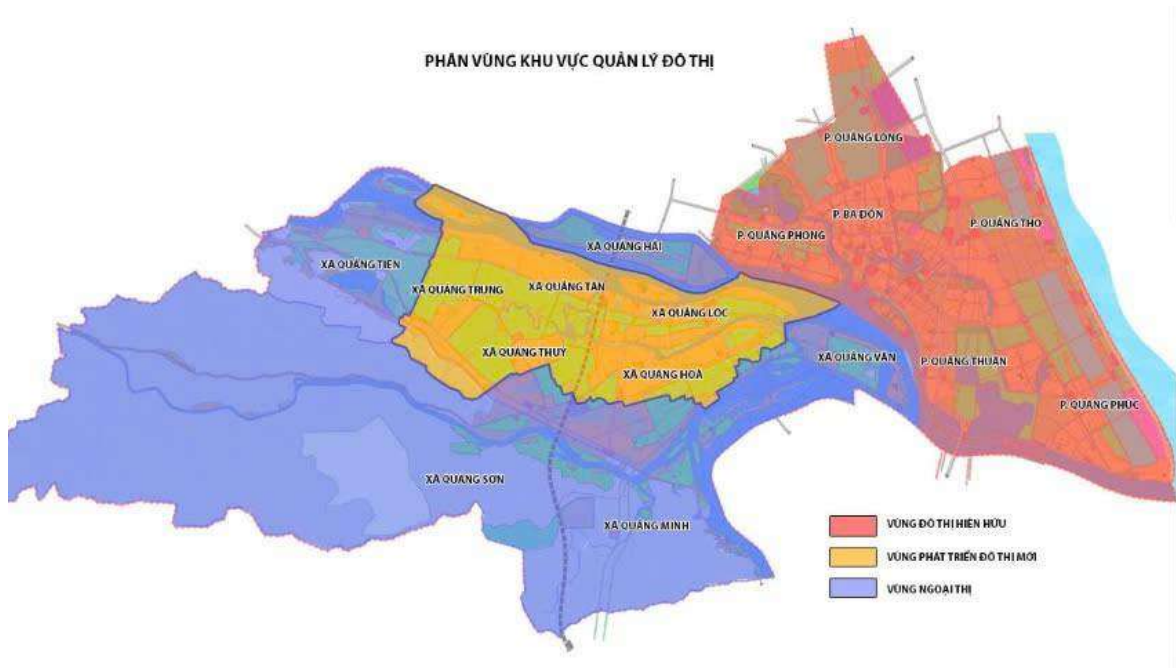 PHÂN VÙNG KHU VỰC QUẢN LÝ ĐÔ THỊ
P. QUẢNG LONG
P. BA ĐỒN
P. QUẢNG THỌ
P. QUẢNG PHONG
XÃ QUẢNG HẢI
XÃ QUẢNG TIÊN
XÃ QUẢNG TRUNG
XÃ QUẢNG TÂN
XÃ QUẢNG LỘC
XÃ QUẢNG THUỶ
XÃ QUẢNG VĂN
P. QUẢNG THUẬN
XÃ QUẢNG HOÀ
P. QUẢNG PHÚC
XÃ QUẢNG SƠN
XÃ QUẢNG MINH
VÙNG ĐÔ THỊ HIỆN HỮU
VÙNG PHÁT TRIỂN ĐÔ THỊ MỚI
VÙNG NGOẠI THỊ